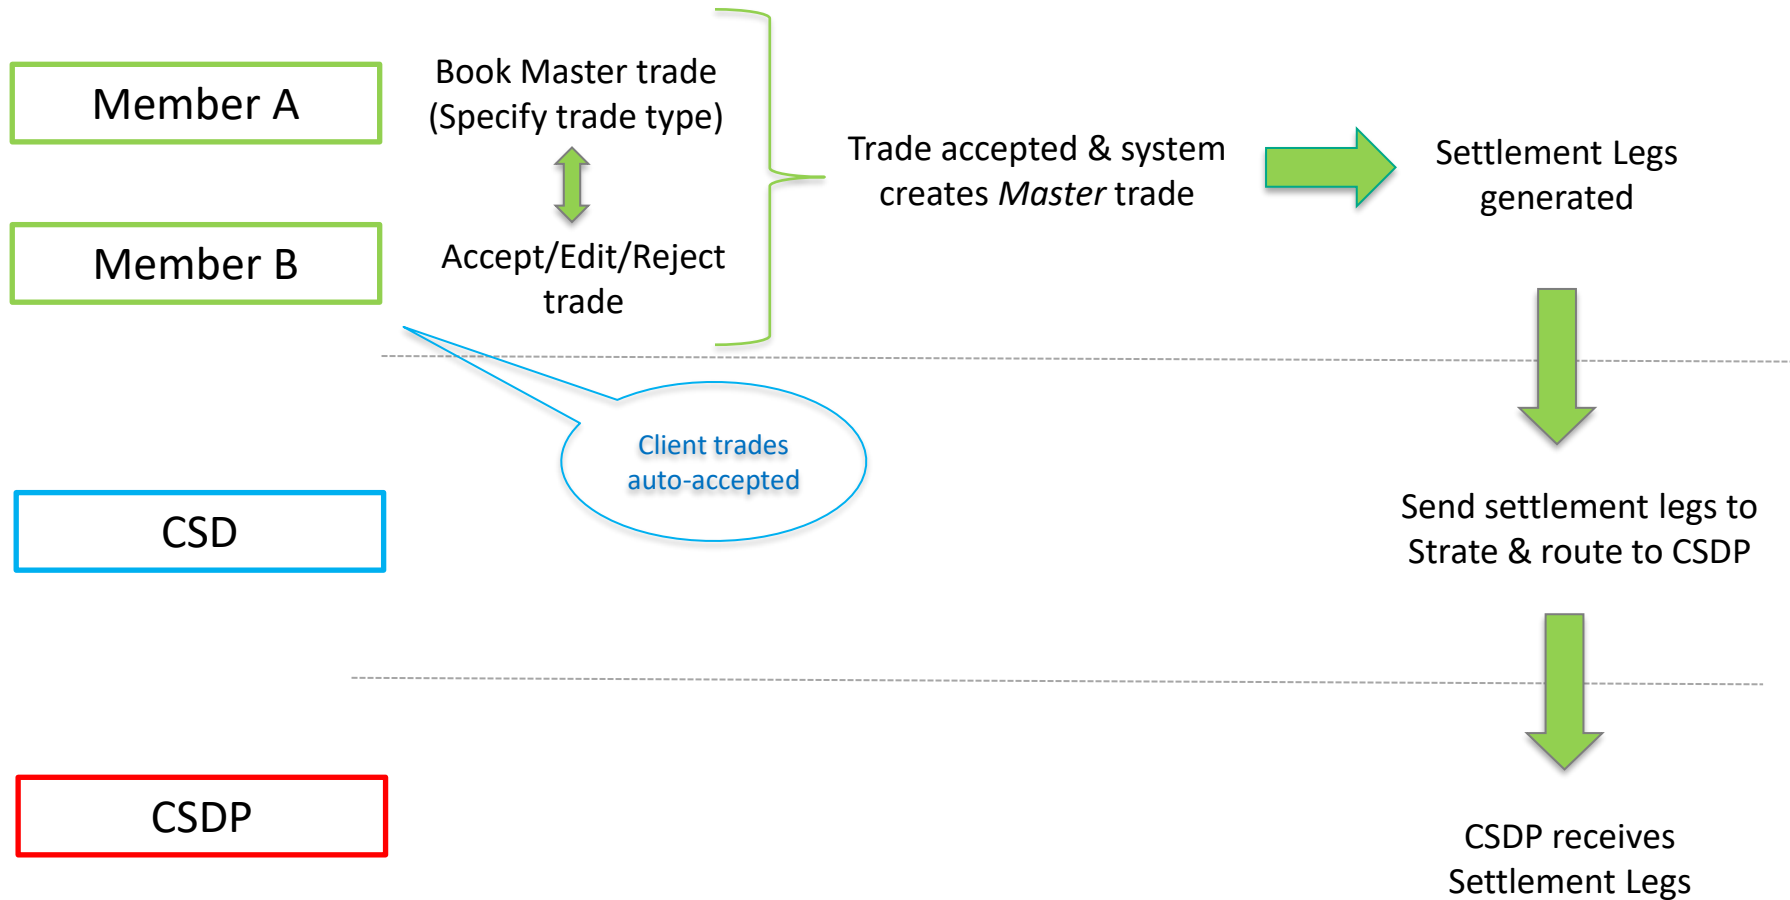 Member A
Book Master trade
(Specify trade type)
Trade accepted & system
creates Master trade
Settlement Legs
generated
Member B
Accept/Edit/Reject
trade
Client trades
auto-accepted
CSD
Send settlement legs to
Strate & route to CSDP
CSDP
CSDP receives
Settlement Legs